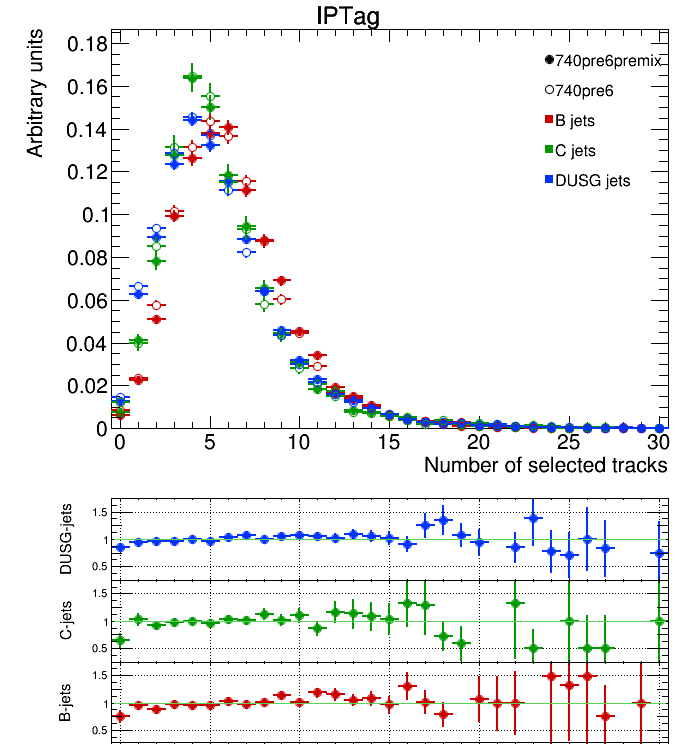 IPTag
Arbitrary units
0.18
0.16
0.14
0.12
0.1
0.08
0.06
0.04
0.02
0
740pre6premix
740pre6
B jets
C jets
DUSG jets
0 5 10 15 20 25 30
Number of selected tracks
DUSG-jets
1.5
1
0.5
C-jets
1.5
1
0.5
B-jets
1.5
1
0.5